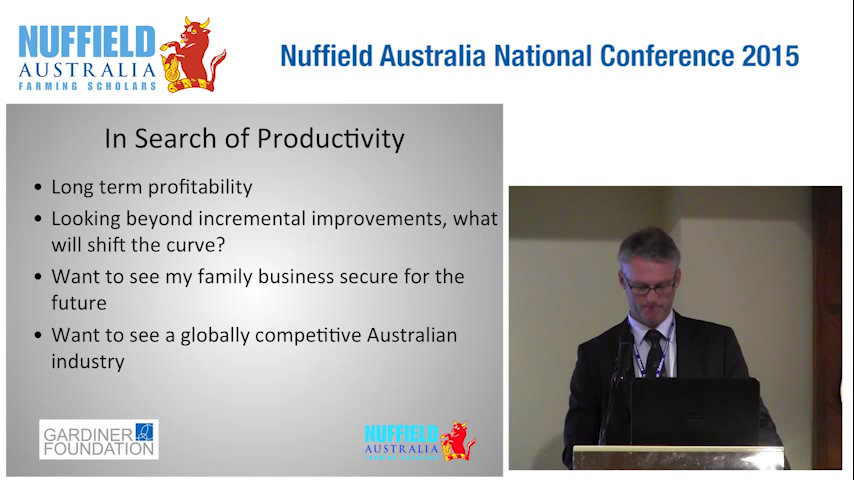 NUFFIELD
AUSTRALIA
FARMING SCHOLARS
Nuffield Australia National Conference 2015
In Search of Productivity
• Long term profitability
• Looking beyond incremental improvements, what
will shift the curve?
• Want to see my family business secure for the
future
• Want to see a globally competitive Australian
industry
GARDINER
FOUNDATION
NUFFIELD
AUSTRALIA
FARMING SCHOLARS